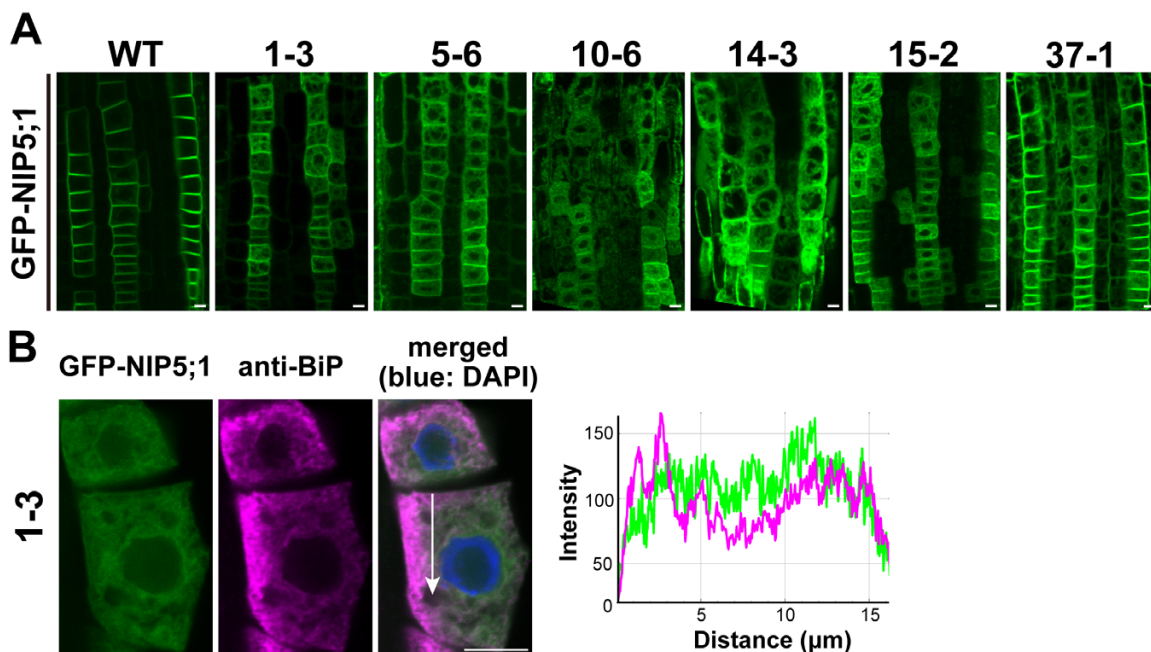 A
WT 1-3 5-6 10-6 14-3 15-2 37-1
GFP-NIP5;1
B
GFP-NIP5;1 anti-BiP merged
(blue: DAPI)
1-3
Intensity
150
100
50
0
5 10 15
Distance (µm)